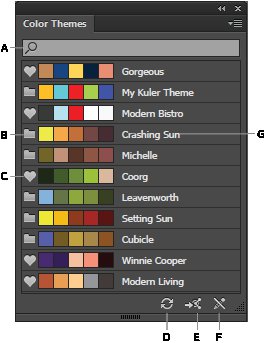 Color Themes
A
Gorgeous
My Kuler Theme
Modern Bistro
B Crashing Sun G
Michelle
C Coorg
Leavenworth
Setting Sun
Cubicle
Winnie Cooper
Modern Living
D E F